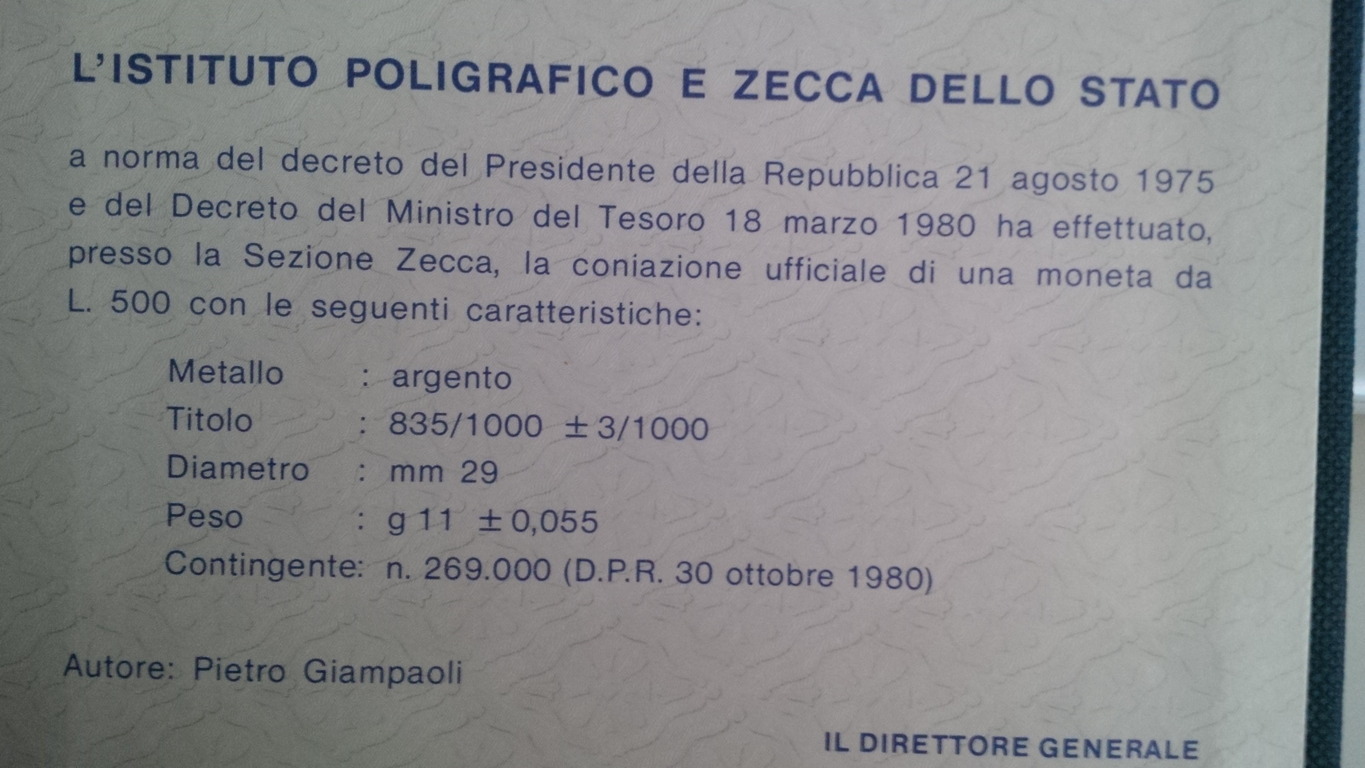 L'ISTITUTO POLIGRAFICO E ZECCA DELLO STATO
a norma del decreto del Presidente della Repubblica 21 agosto 1975
e del Decreto del Ministro del Tesoro 18 marzo 1980 ha effettuato,
presso la Sezione Zecca, la coniazione ufficiale di una moneta da
L. 500 con le seguenti caratteristiche:
Metallo : argento
Titolo : 835/1000 ± 3/1000
Diametro : mm 29
Peso : g 11 ± 0,055
Contingente: n. 269.000 (D.P.R. 30 ottobre 1980)
Autore: Pietro Giampaoli
IL DIRETTORE GENERALE